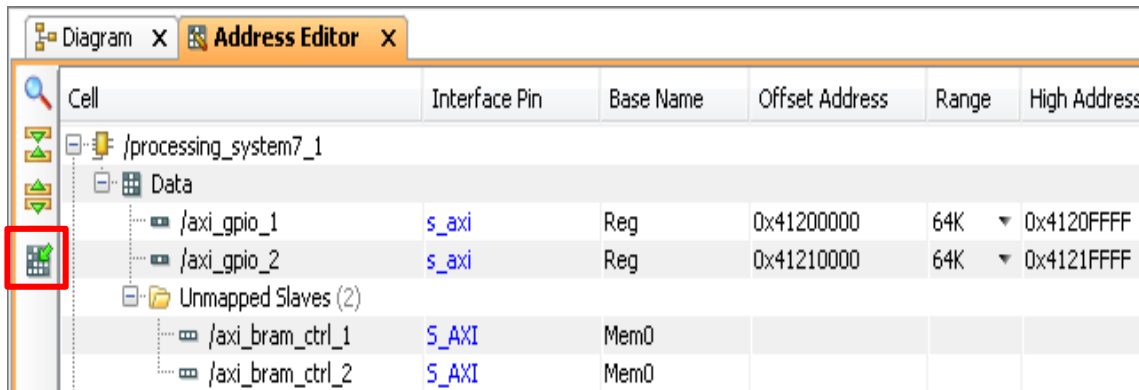 Diagram X Address Editor X
Cell Interface Pin Base Name Offset Address Range High Address
/processing_system7_1
Data
/axi_gpio_1 s_axi Reg 0x41200000 64K 0x4120FFFF
/axi_gpio_2 s_axi Reg 0x41210000 64K 0x4121FFFF
Unmapped Slaves (2)
/axi_bram_ctrl_1 S_AXI Mem0
/axi_bram_ctrl_2 S_AXI Mem0